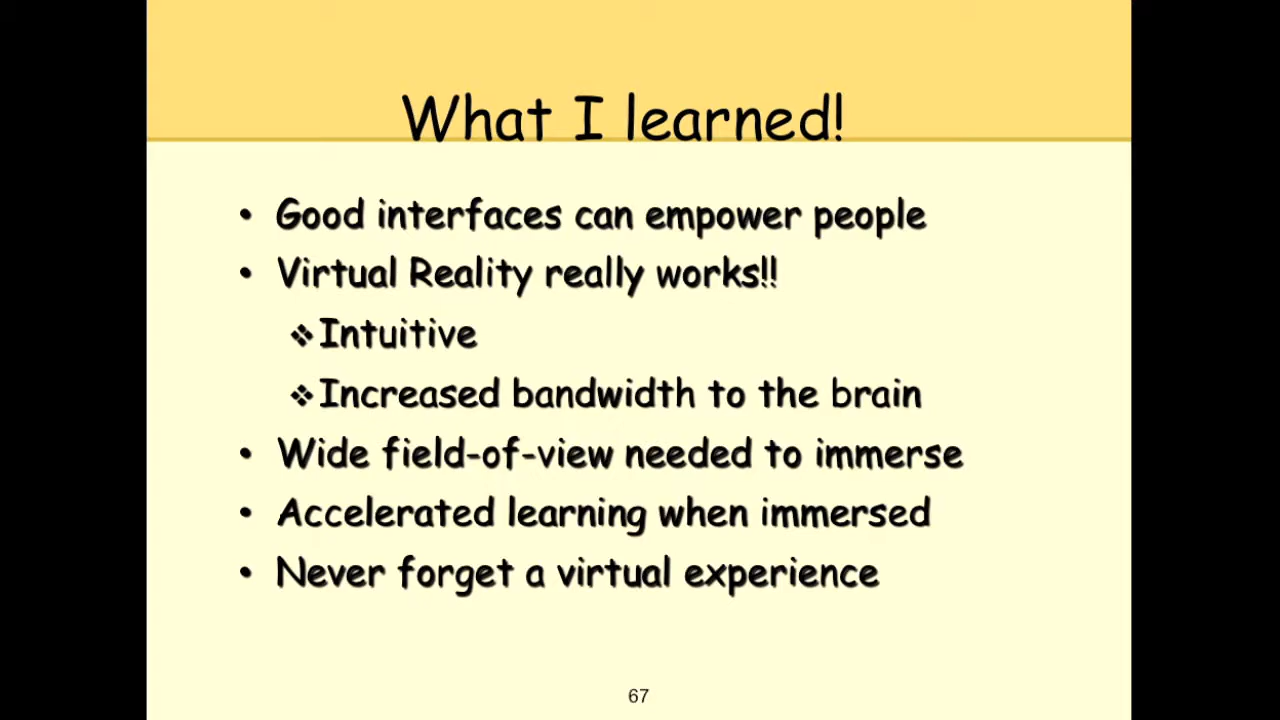 What I learned!
• Good interfaces can empower people
• Virtual Reality really works!!
❖Intuitive
❖Increased bandwidth to the brain
• Wide field-of-view needed to immerse
• Accelerated learning when immersed
• Never forget a virtual experience
67